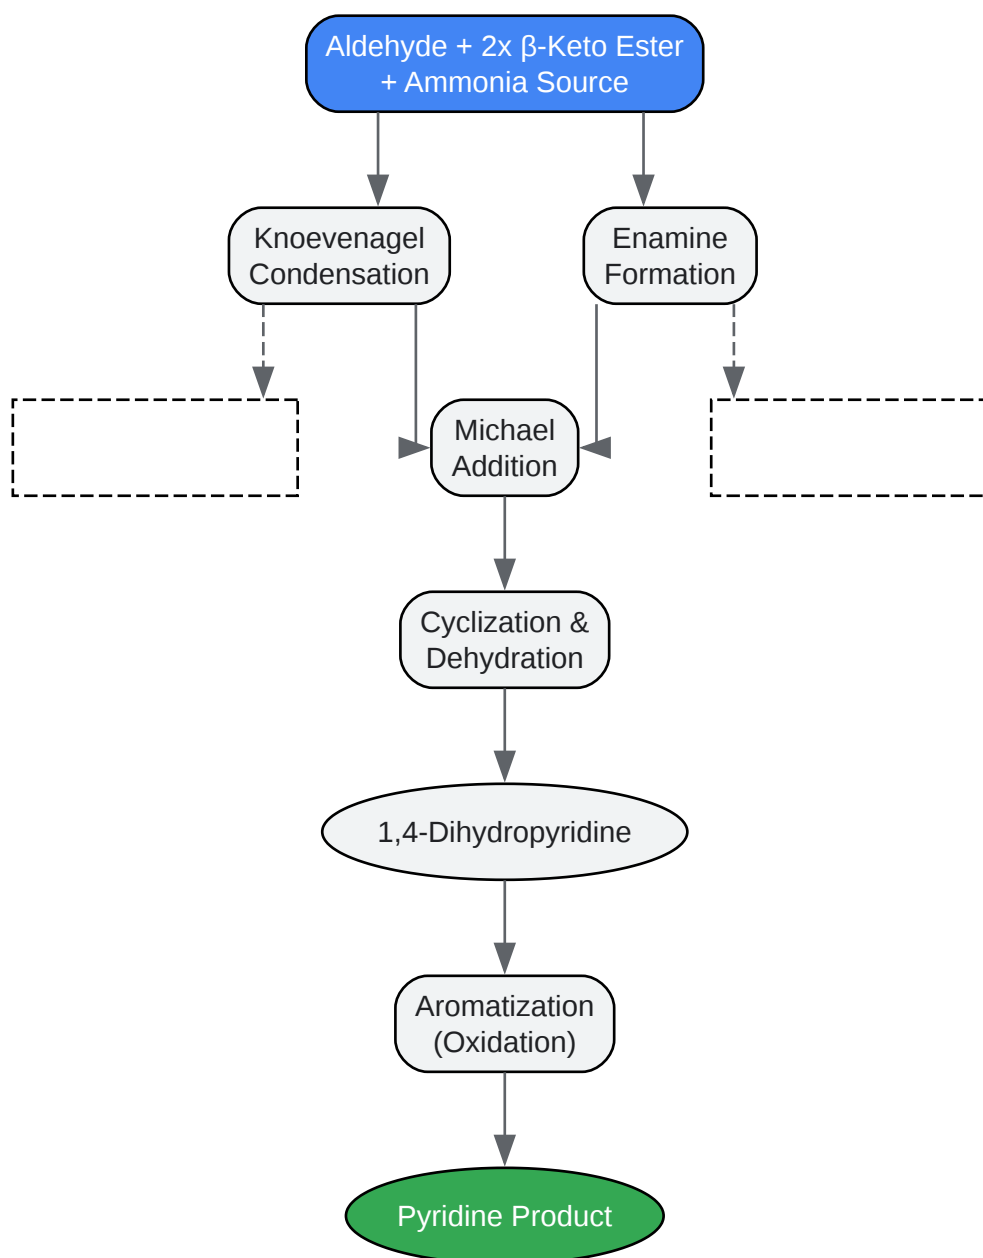 Aldehyde + 2x β-Keto Ester
+ Ammonia Source
Knoevenagel
Condensation
Enamine
Formation
Michael
Addition
Cyclization &
Dehydration
1,4-Dihydropyridine
Aromatization
(Oxidation)
Pyridine Product